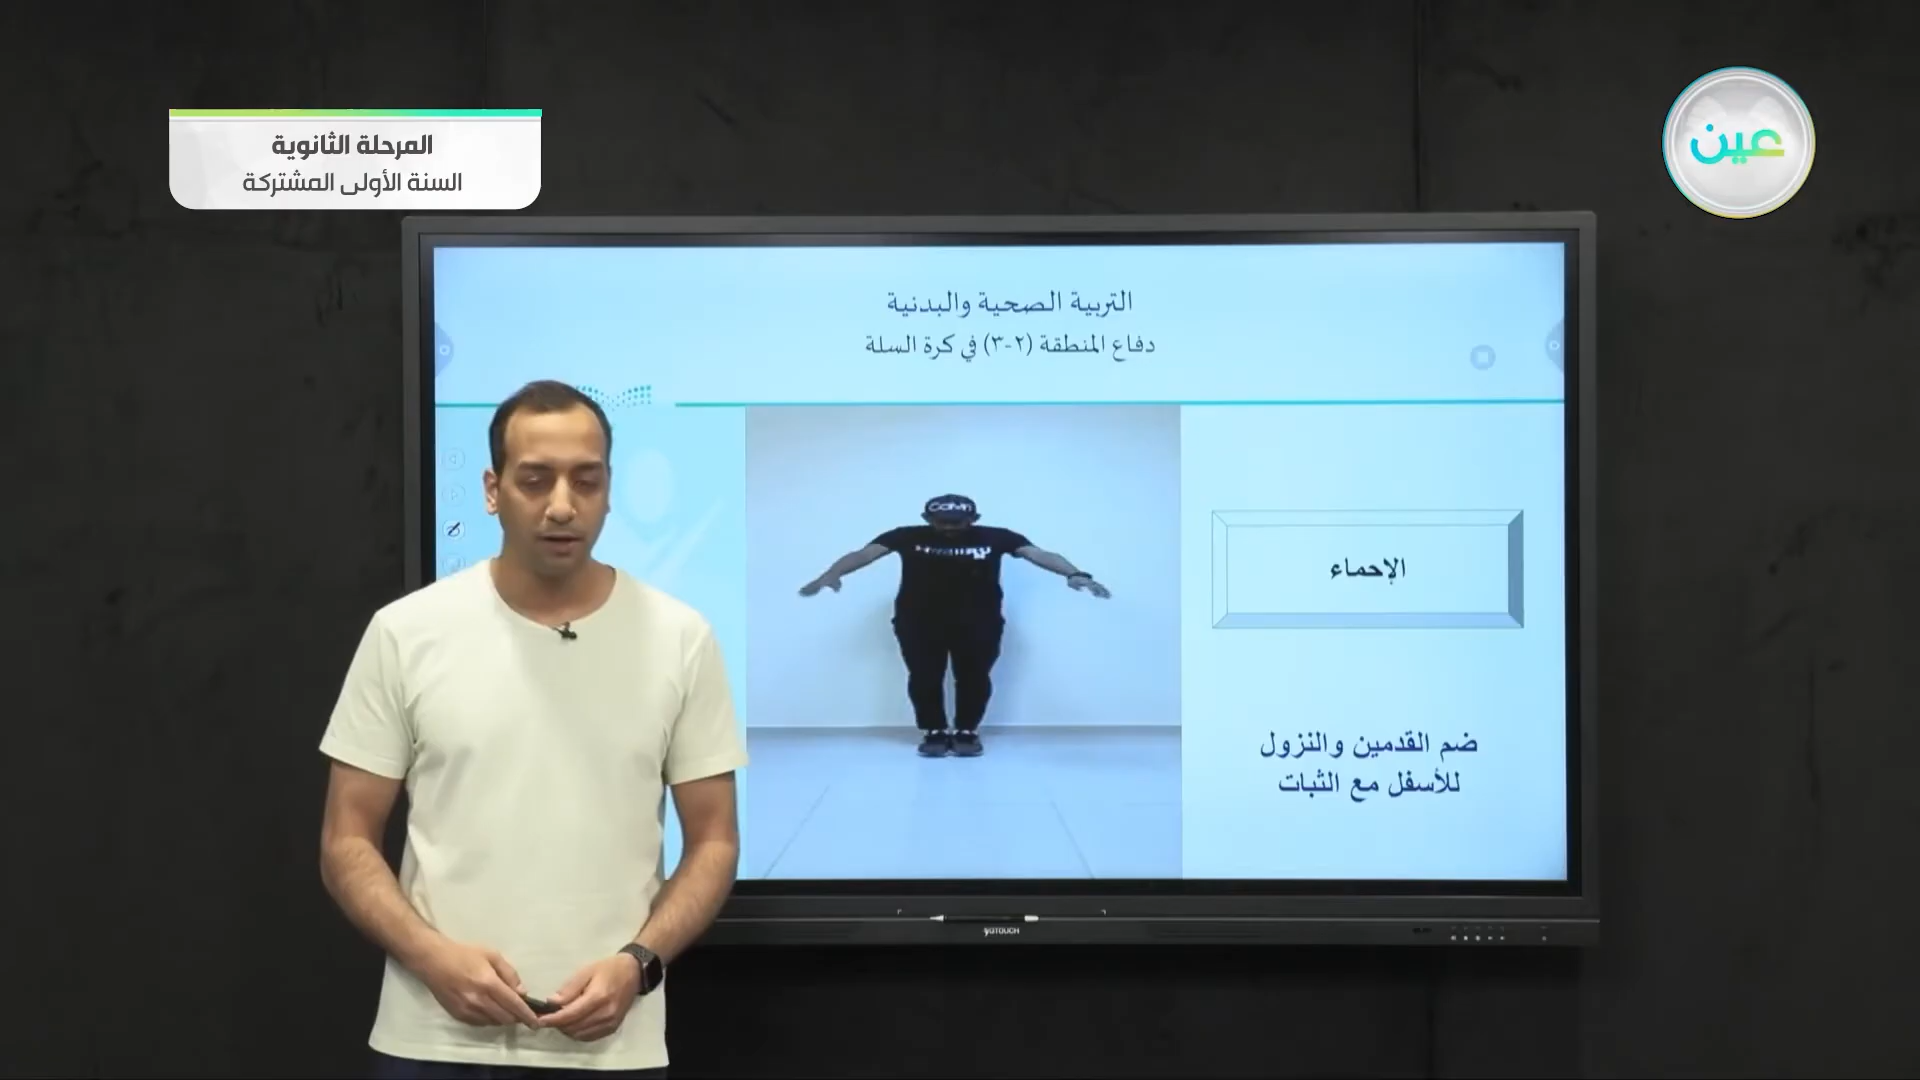 المرحلة الثانوية
السنة الأولى المشتركة
عين
التربية الصحية والبدنية
دفاع المنطقة (٢-٣) في كرة السلة
الإحماء
ضم القدمين والنزول
للأسفل مع الثبات
YOTOUCH